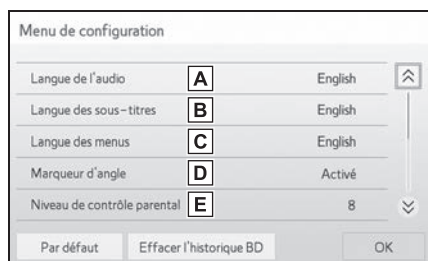 Menu de configuration
Langue de l'audio A English
Langue des sous-titres B English
Langue des menus C English
Marqueur d'angle D Activé
Niveau de contrôle parental E 8
Par défaut Effacer l'historique BD OK